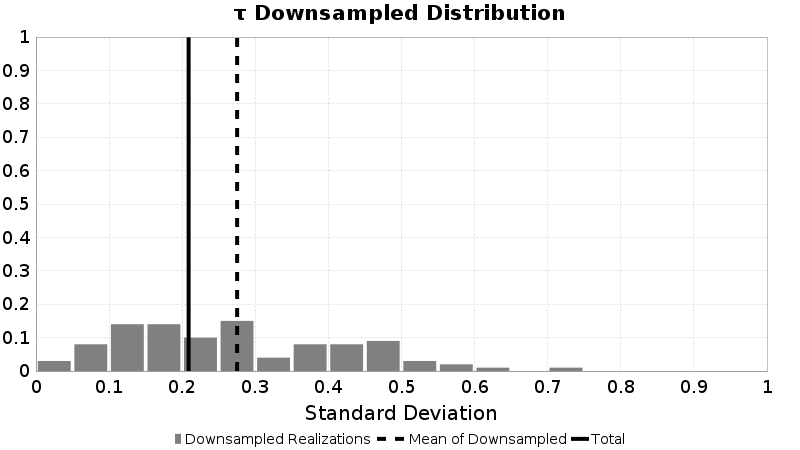 τ Downsampled Distribution
1
0.9
0.8
0.7
0.6
0.5
0.4
0.3
0.2
0.1
0
0 0.1 0.2 0.3 0.4 0.5 0.6 0.7 0.8 0.9 1
Standard Deviation
Downsampled Realizations Mean of Downsampled Total